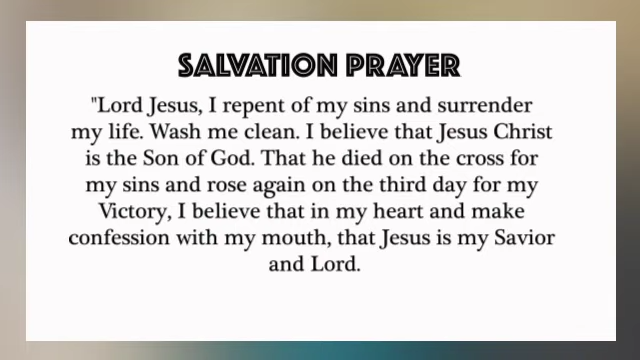 SALVATION PRAYER
"Lord Jesus, I repent of my sins and surrender
my life. Wash me clean. I believe that Jesus Christ
is the Son of God. That he died on the cross for
my sins and rose again on the third day for my
Victory, I believe that in my heart and make
confession with my mouth, that Jesus is my Savior
and Lord.